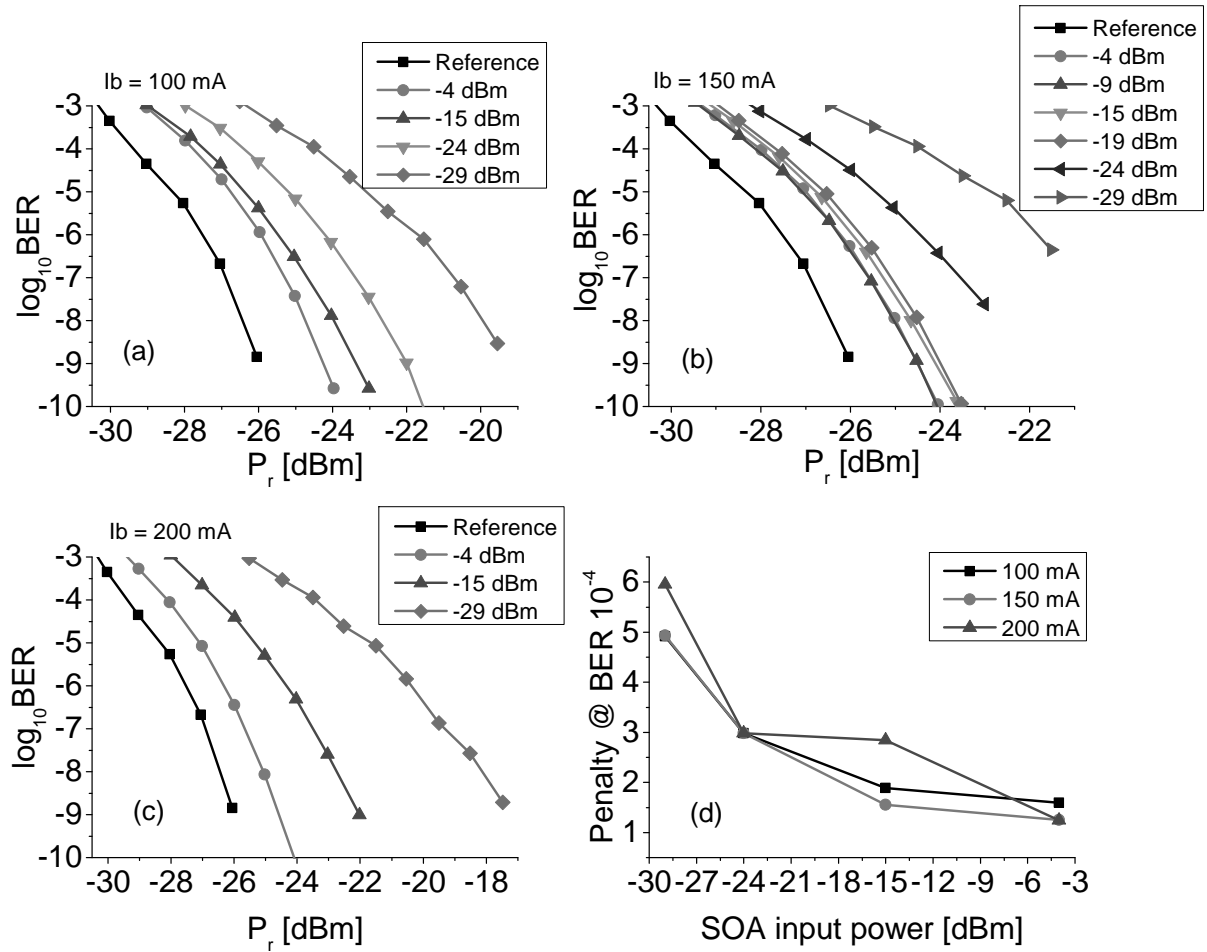 Ib = 100 mA
Reference
-4 dBm
-15 dBm
-24 dBm
-29 dBm
(a)
log₁₀BER
-3
-4
-5
-6
-7
-8
-9
-10
-30 -28 -26 -24 -22 -20
Pᵣ [dBm]
Ib = 150 mA
Reference
-4 dBm
-9 dBm
-15 dBm
-19 dBm
-24 dBm
-29 dBm
(b)
log₁₀BER
-3
-4
-5
-6
-7
-8
-9
-10
-30 -28 -26 -24 -22
Pᵣ [dBm]
Ib = 200 mA
Reference
-4 dBm
-15 dBm
-29 dBm
(c)
log₁₀BER
-3
-4
-5
-6
-7
-8
-9
-10
-30 -28 -26 -24 -22 -20 -18
Pᵣ [dBm]
100 mA
150 mA
200 mA
(d)
Penalty @ BER 10⁻⁴
6
5
4
3
2
1
-30 -27 -24 -21 -18 -15 -12 -9 -6 -3
SOA input power [dBm]